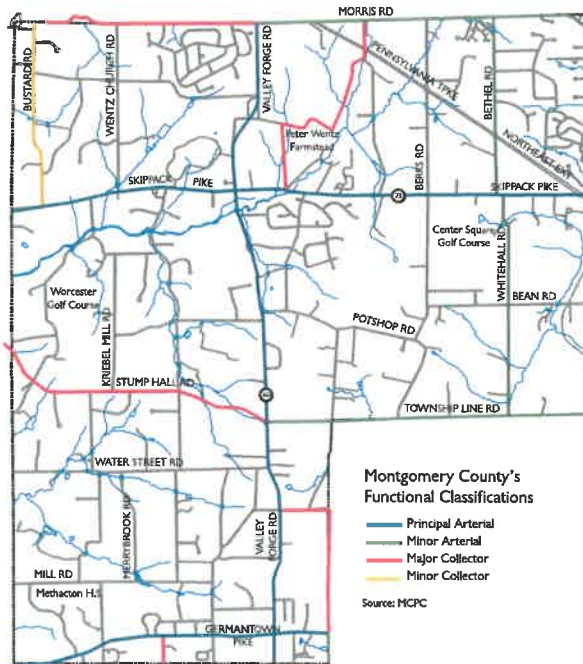 MORRIS RD
BUSTARD RD
WENTZ CHURCH RD
VALLEY FORGE RD
PENNSYLVANIA TPKE
BETHEL RD
Peter Wentz
Farmstead
NORTHEAST EXT
BERKS RD
SKIPPACK PIKE
73
SKIPPACK PIKE
Center Square
Golf Course
WHITEHALL RD
Worcester
Golf Course
KRIEBEL MILL RD
BEAN RD
POTSHOP RD
STUMP HALL RD
TOWNSHIP LINE RD
WATER STREET RD
MERRYBROOK RD
VALLEY
FORGE RD
MILL RD
Methacton H.S
GERMANTOWN
PIKE
Montgomery County's
Functional Classifications
Principal Arterial
Minor Arterial
Major Collector
Minor Collector
Source: MCPC